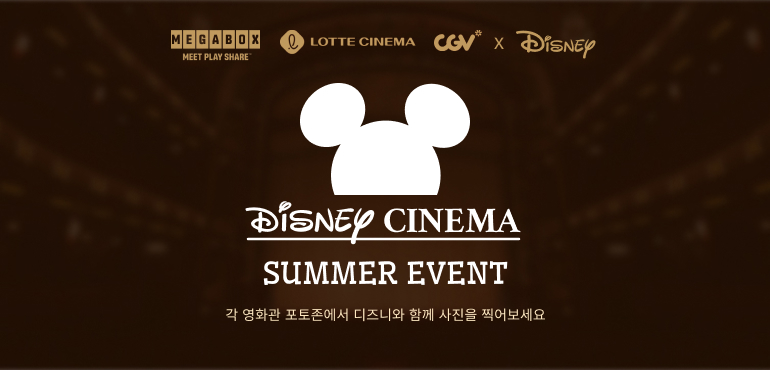 MEGABOX
MEET PLAY SHARE
LOTTE CINEMA
CGV X Disney
Disney CINEMA
SUMMER EVENT
각 영화관 포토존에서 디즈니와 함께 사진을 찍어보세요